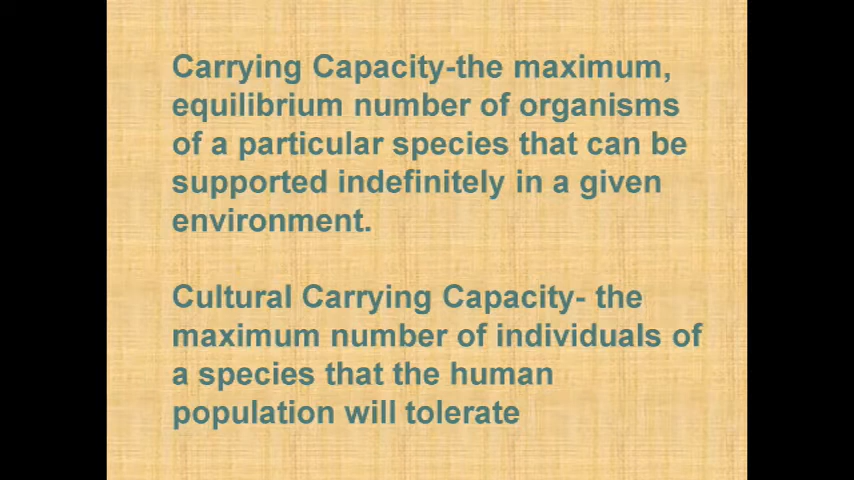 Carrying Capacity-the maximum,
equilibrium number of organisms
of a particular species that can be
supported indefinitely in a given
environment.
Cultural Carrying Capacity- the
maximum number of individuals of
a species that the human
population will tolerate